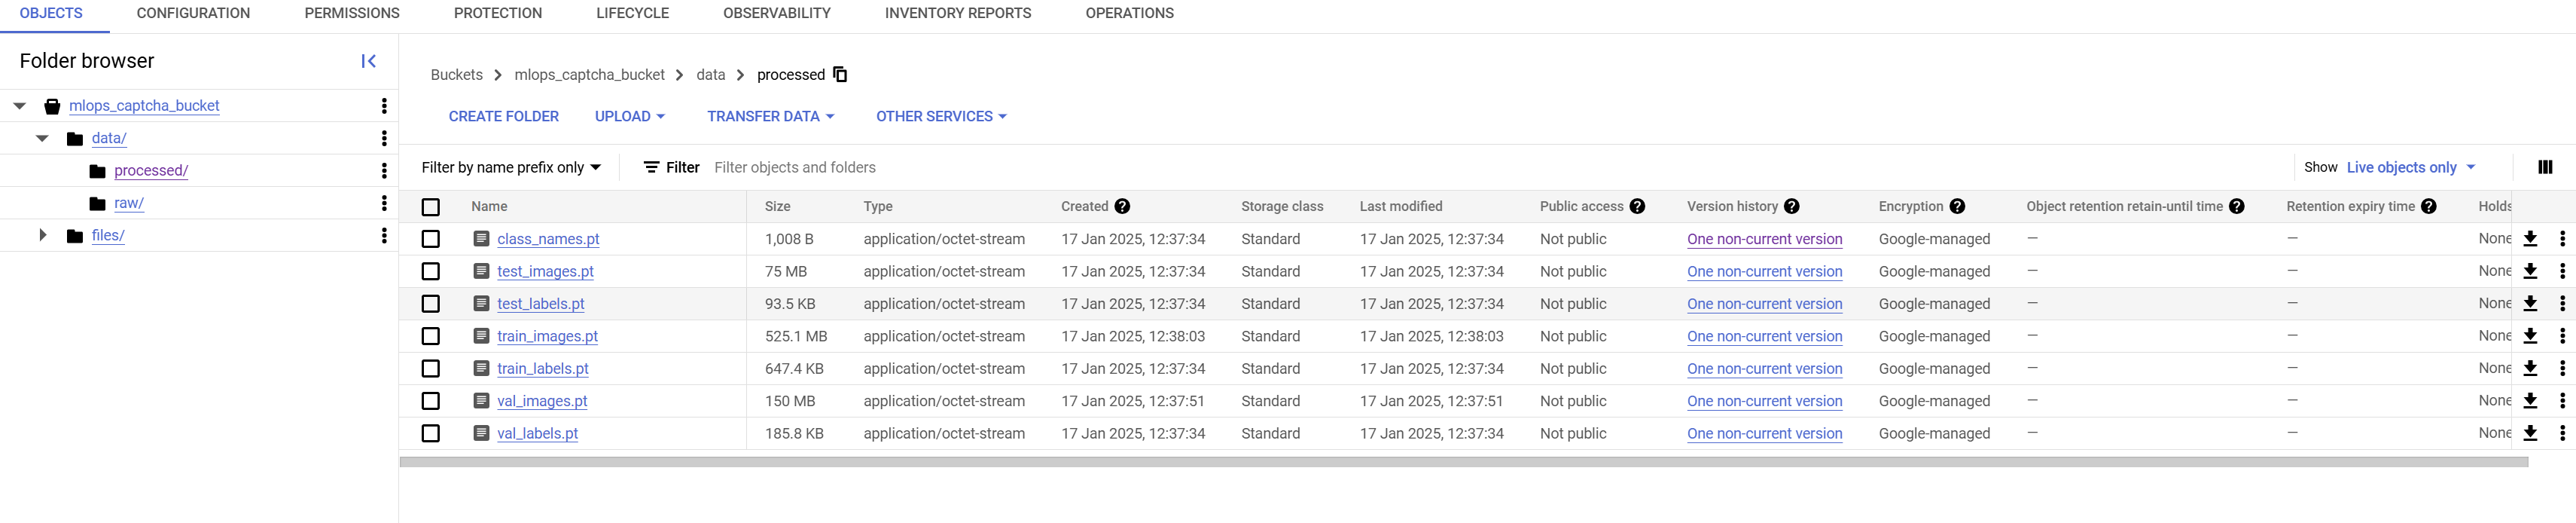 OBJECTS CONFIGURATION PERMISSIONS PROTECTION LIFECYCLE OBSERVABILITY INVENTORY REPORTS OPERATIONS
Folder browser
mlops_captcha_bucket
data/
processed/
raw/
files/
Buckets mlops_captcha_bucket data processed
CREATE FOLDER UPLOAD TRANSFER DATA OTHER SERVICES
Filter by name prefix only Filter Filter objects and folders Show Live objects only
Name Size Type Created Storage class Last modified Public access Version history Encryption Object retention retain-until time Retention expiry time Holds
class_names.pt 1,008 B application/octet-stream 17 Jan 2025, 12:37:34 Standard 17 Jan 2025, 12:37:34 Not public One non-current version Google-managed — — None
test_images.pt 75 MB application/octet-stream 17 Jan 2025, 12:37:34 Standard 17 Jan 2025, 12:37:34 Not public One non-current version Google-managed — — None
test_labels.pt 93.5 KB application/octet-stream 17 Jan 2025, 12:37:34 Standard 17 Jan 2025, 12:37:34 Not public One non-current version Google-managed — — None
train_images.pt 525.1 MB application/octet-stream 17 Jan 2025, 12:38:03 Standard 17 Jan 2025, 12:38:03 Not public One non-current version Google-managed — — None
train_labels.pt 647.4 KB application/octet-stream 17 Jan 2025, 12:37:34 Standard 17 Jan 2025, 12:37:34 Not public One non-current version Google-managed — — None
val_images.pt 150 MB application/octet-stream 17 Jan 2025, 12:37:51 Standard 17 Jan 2025, 12:37:51 Not public One non-current version Google-managed — — None
val_labels.pt 185.8 KB application/octet-stream 17 Jan 2025, 12:37:34 Standard 17 Jan 2025, 12:37:34 Not public One non-current version Google-managed — — None